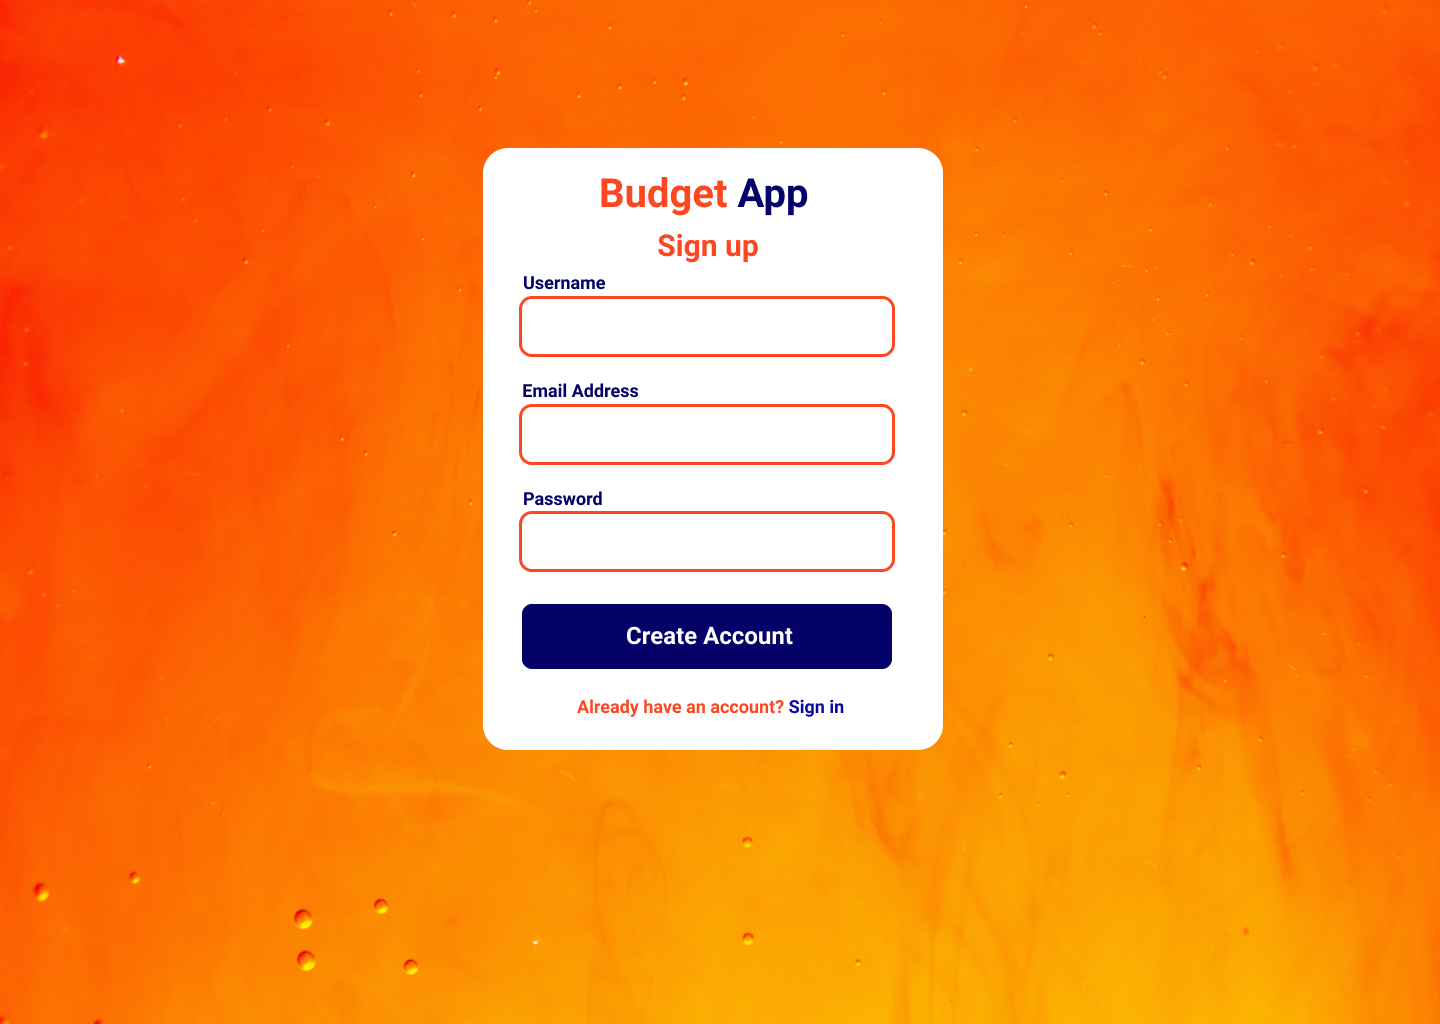 Budget App
Sign up
Username
Email Address
Password
Create Account
Already have an account? Sign in